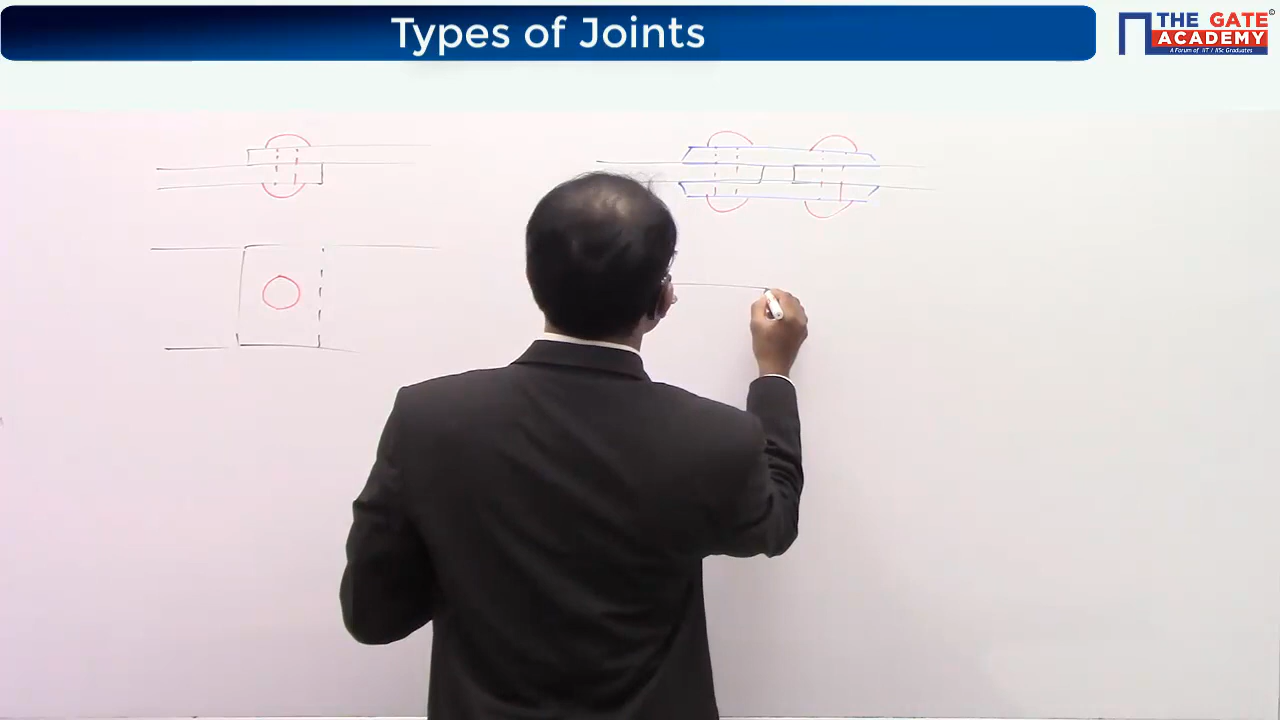 Types of Joints
THE GATE
ACADEMY
©
A Forum of IIT / IISc Graduates